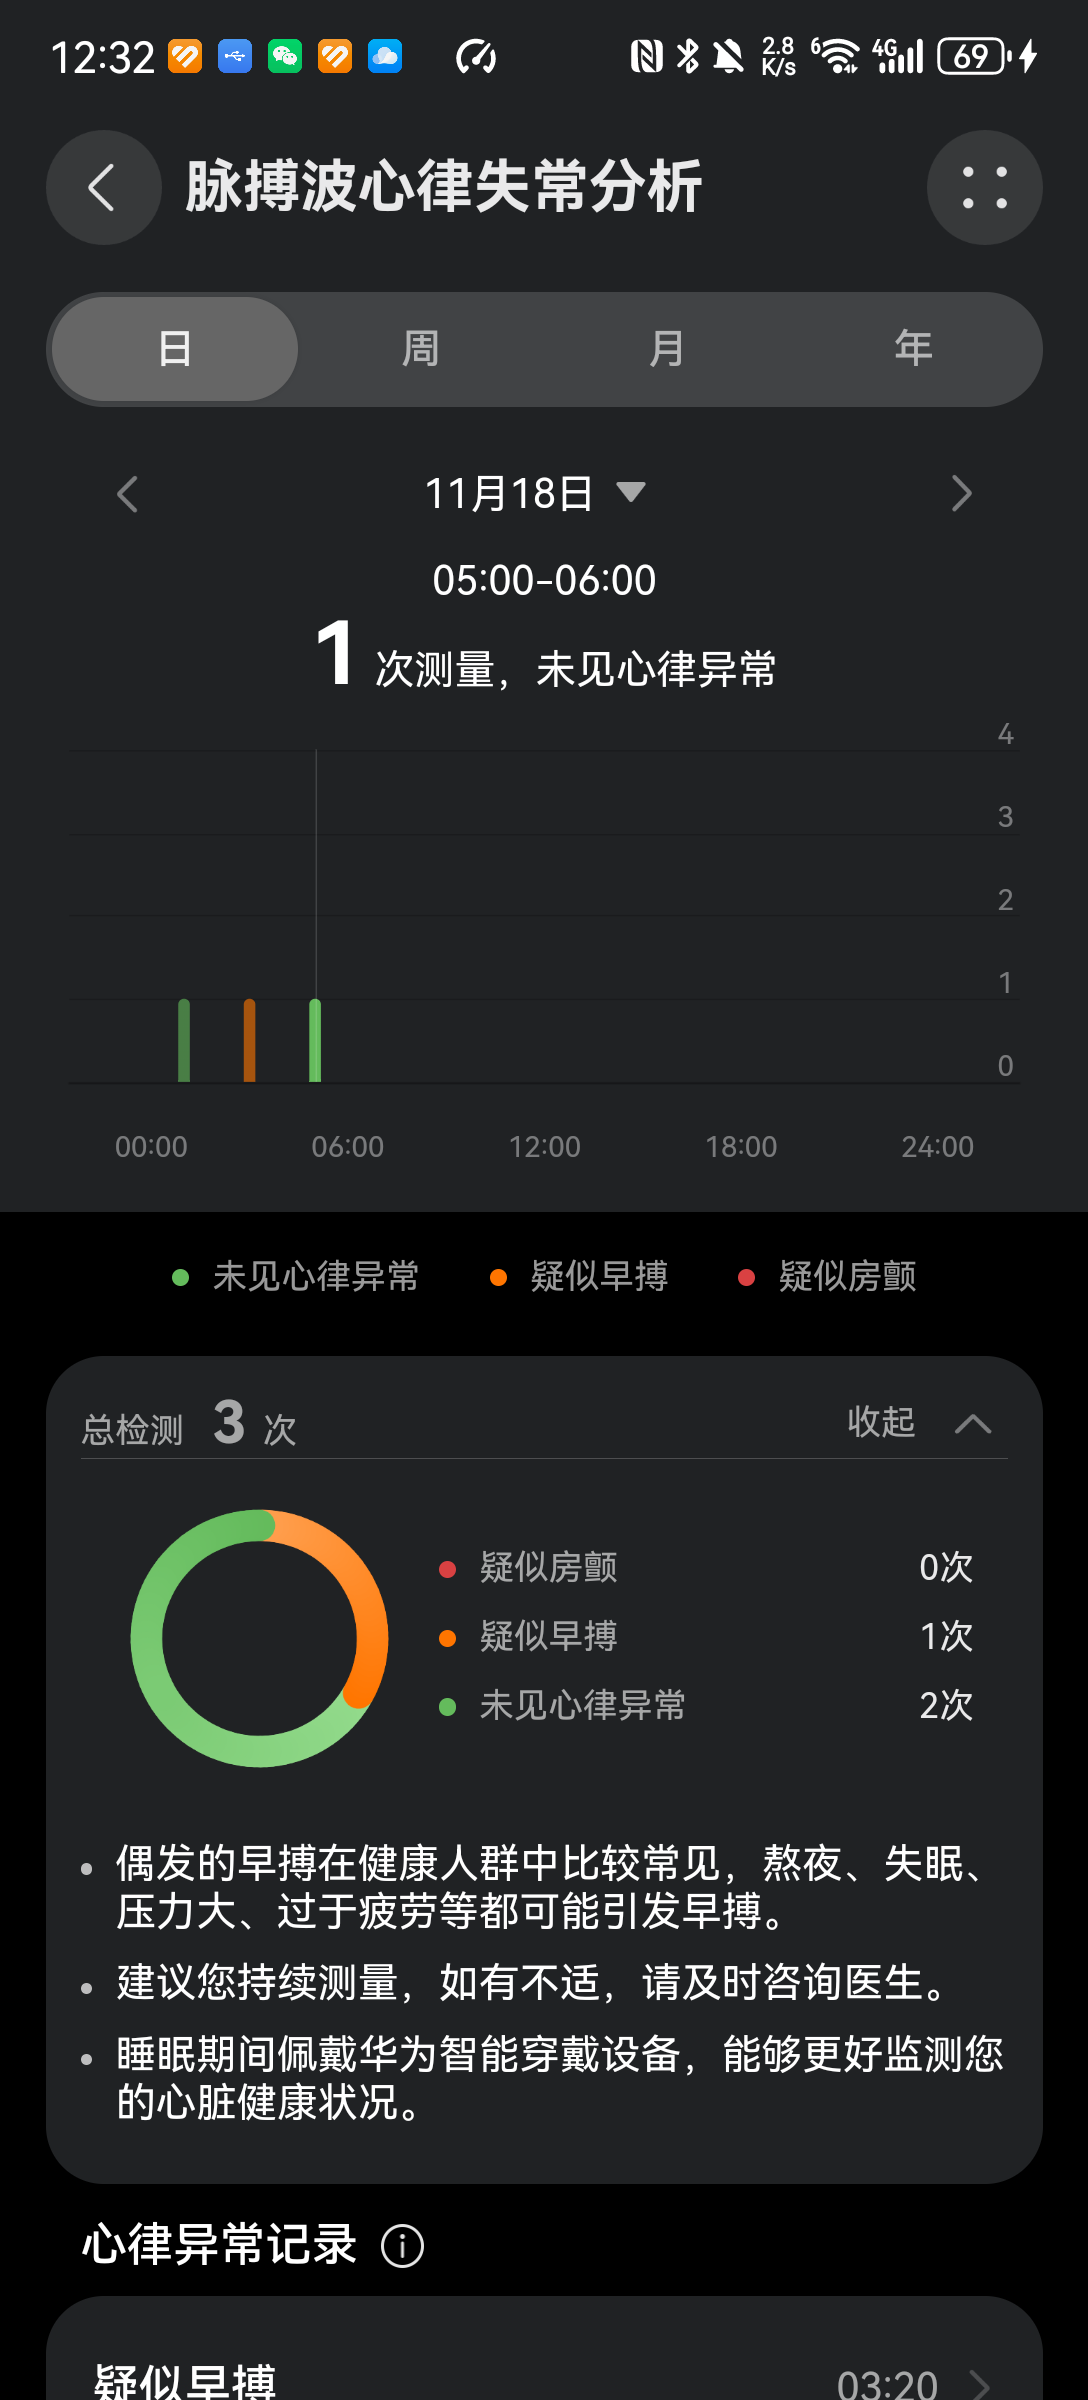 12:32
2.8 K/s 6 4G 69
脉搏波心律失常分析
日 周 月 年
11月18日
05:00-06:00
1 次测量，未见心律异常
4
3
2
1
0
00:00 06:00 12:00 18:00 24:00
未见心律异常 疑似早搏 疑似房颤
总检测 3 次 收起
疑似房颤 0次
疑似早搏 1次
未见心律异常 2次
偶发的早搏在健康人群中比较常见，熬夜、失眠、
压力大、过于疲劳等都可能引发早搏。
建议您持续测量，如有不适，请及时咨询医生。
睡眠期间佩戴华为智能穿戴设备，能够更好监测您
的心脏健康状况。
心律异常记录
疑似早搏 03:20